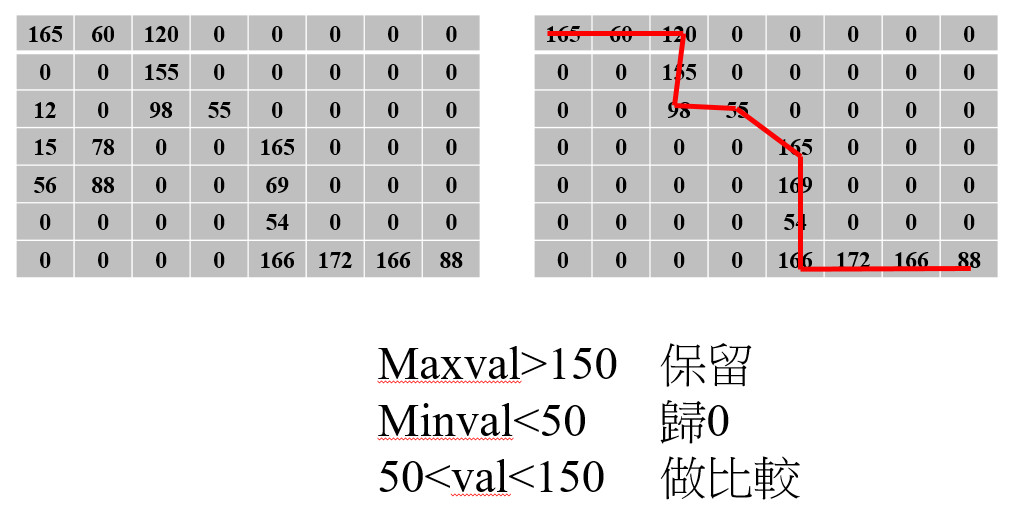 165 60 120 0 0 0 0 0
0 0 155 0 0 0 0 0
12 0 98 55 0 0 0 0
15 78 0 0 165 0 0 0
56 88 0 0 69 0 0 0
0 0 0 0 54 0 0 0
0 0 0 0 166 172 166 88
165 60 120 0 0 0 0 0
0 0 155 0 0 0 0 0
0 0 98 55 0 0 0 0
0 0 0 0 165 0 0 0
0 0 0 0 169 0 0 0
0 0 0 0 54 0 0 0
0 0 0 0 166 172 166 88
Maxval>150 保留
Minval<50 歸0
50<val<150 做比較